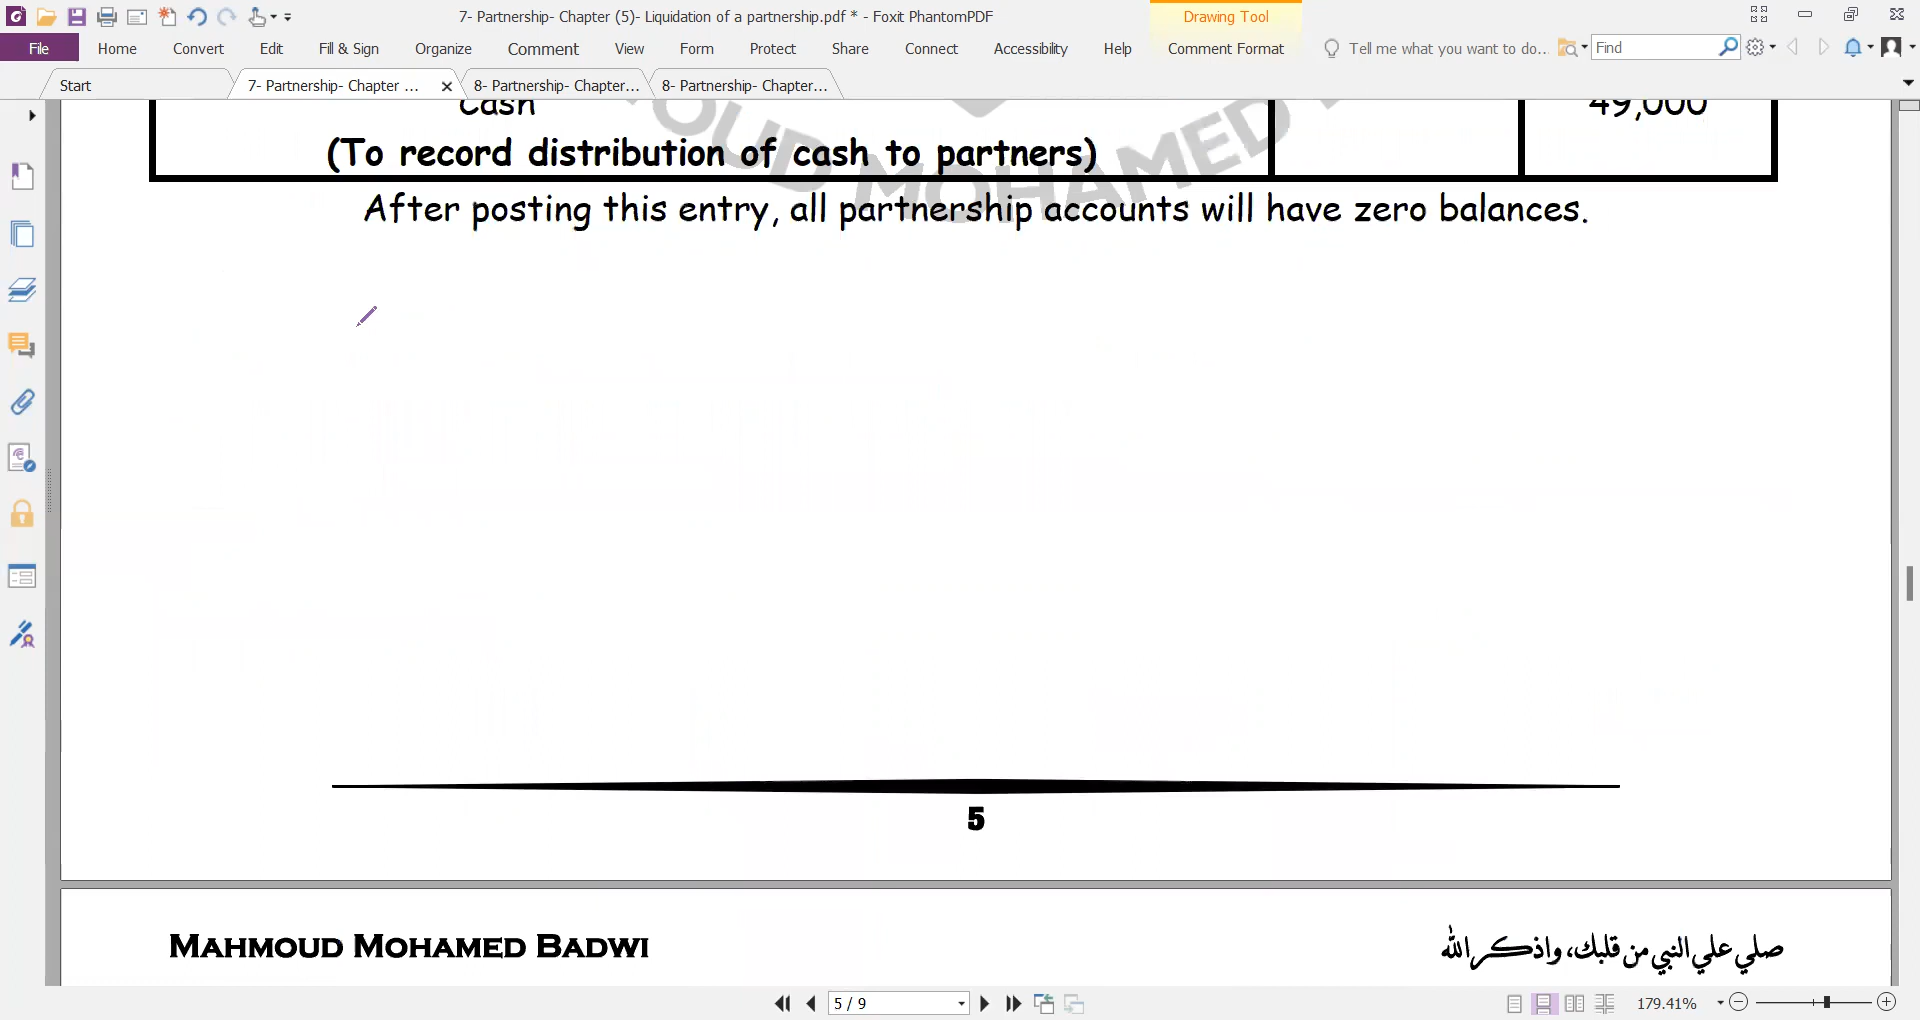 7- Partnership- Chapter (5)- Liquidation of a partnership.pdf * - Foxit PhantomPDF
Drawing Tool
File Home Convert Edit Fill & Sign Organize Comment View Form Protect Share Connect Accessibility Help Comment Format Tell me what you want to do... Find
Start 7- Partnership- Chapter ... 8- Partnership- Chapter... 8- Partnership- Chapter...
Cash 49,000
(To record distribution of cash to partners)
MOHAMED
After posting this entry, all partnership accounts will have zero balances.
5
MAHMOUD MOHAMED BADWI
صلي علي النبي من قلبك، واذكر الله
5 / 9 179.41%